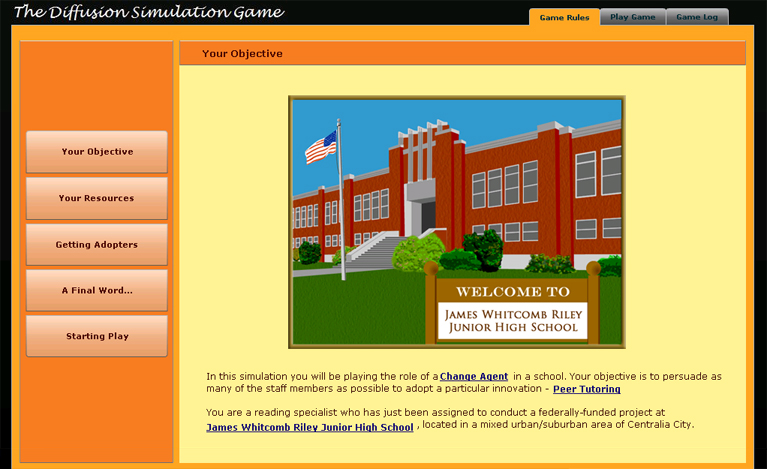 The Diffusion Simulation Game
Game Rules
Play Game
Game Log
Your Objective
Your Resources
Getting Adopters
A Final Word...
Starting Play
Your Objective
WELCOME TO
JAMES WHITCOMB RILEY
JUNIOR HIGH SCHOOL
In this simulation you will be playing the role of a Change Agent in a school. Your objective is to persuade as
many of the staff members as possible to adopt a particular innovation - Peer Tutoring
You are a reading specialist who has just been assigned to conduct a federally-funded project at
James Whitcomb Riley Junior High School , located in a mixed urban/suburban area of Centralia City.